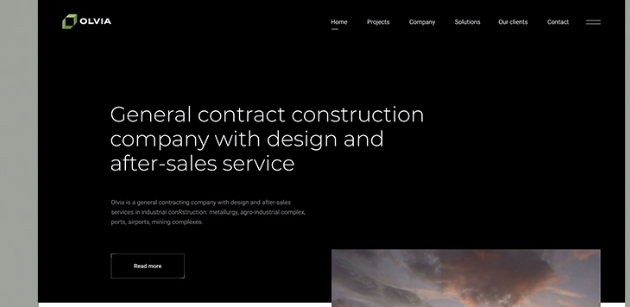 OLVIA
Home Projects Company Solutions Our clients Contact
General contract construction
company with design and
after-sales service
Olvia is a general contracting company with design and after-sales
services in industrial conRstruction: metallurgy, agro-industrial complex,
ports, airports, mining complexes.
Read more